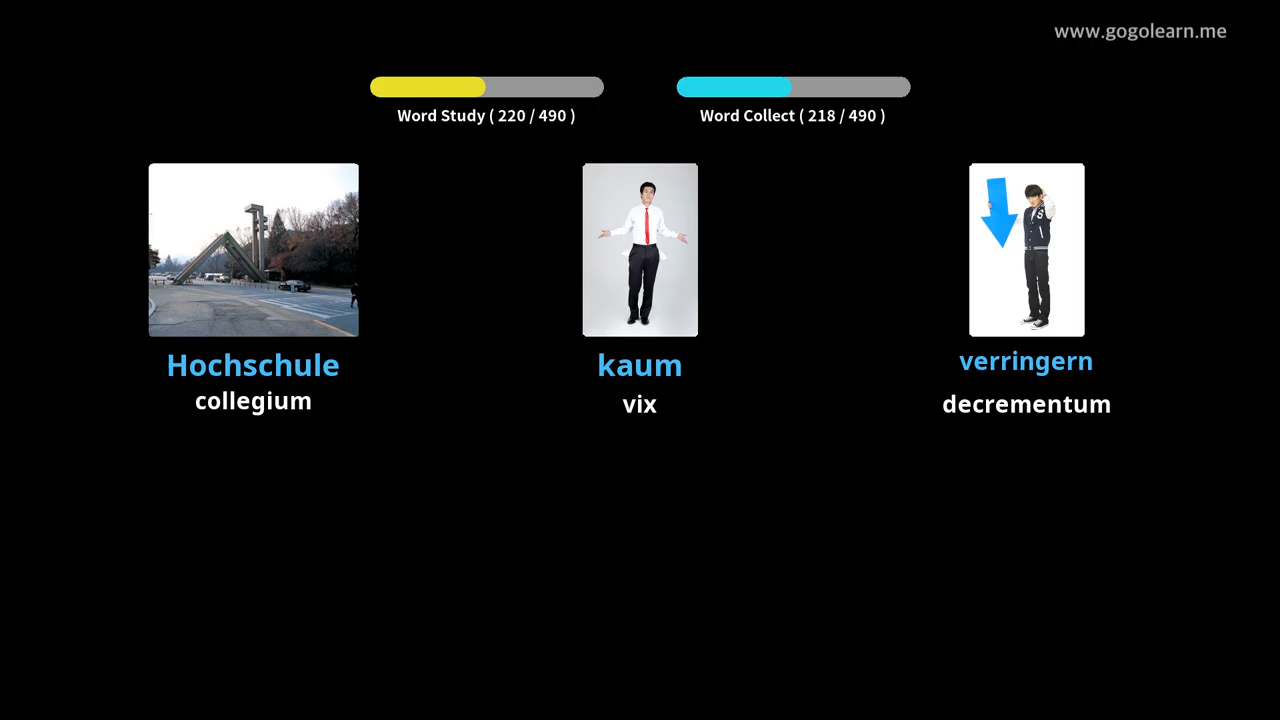 www.gogolearn.me
Word Study ( 220 / 490 )
Word Collect ( 218 / 490 )
Hochschule
collegium
kaum
vix
verringern
decrementum